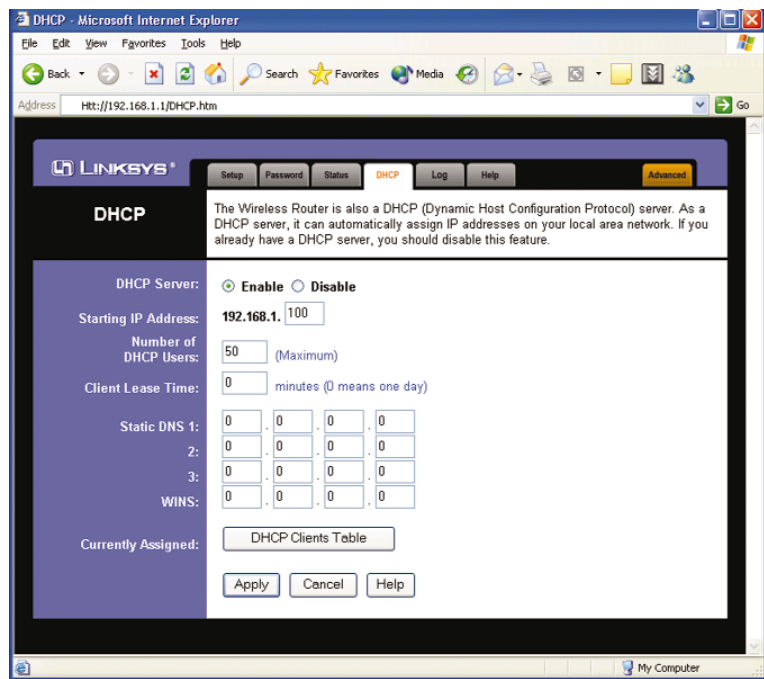 DHCP - Microsoft Internet Explorer
File Edit View Favorites Tools Help
Back Search Favorites Media
Address Htt://192.168.1.1/DHCP.htm Go
LINKSYS®
Setup Password Status DHCP Log Help Advanced
DHCP
The Wireless Router is also a DHCP (Dynamic Host Configuration Protocol) server. As a
DHCP server, it can automatically assign IP addresses on your local area network. If you
already have a DHCP server, you should disable this feature.
DHCP Server: Enable Disable
Starting IP Address: 192.168.1. 100
Number of
DHCP Users: 50 (Maximum)
Client Lease Time: 0 minutes (0 means one day)
Static DNS 1: 0 . 0 . 0 . 0
2: 0 . 0 . 0 . 0
3: 0 . 0 . 0 . 0
WINS: 0 . 0 . 0 . 0
Currently Assigned: DHCP Clients Table
Apply Cancel Help
My Computer